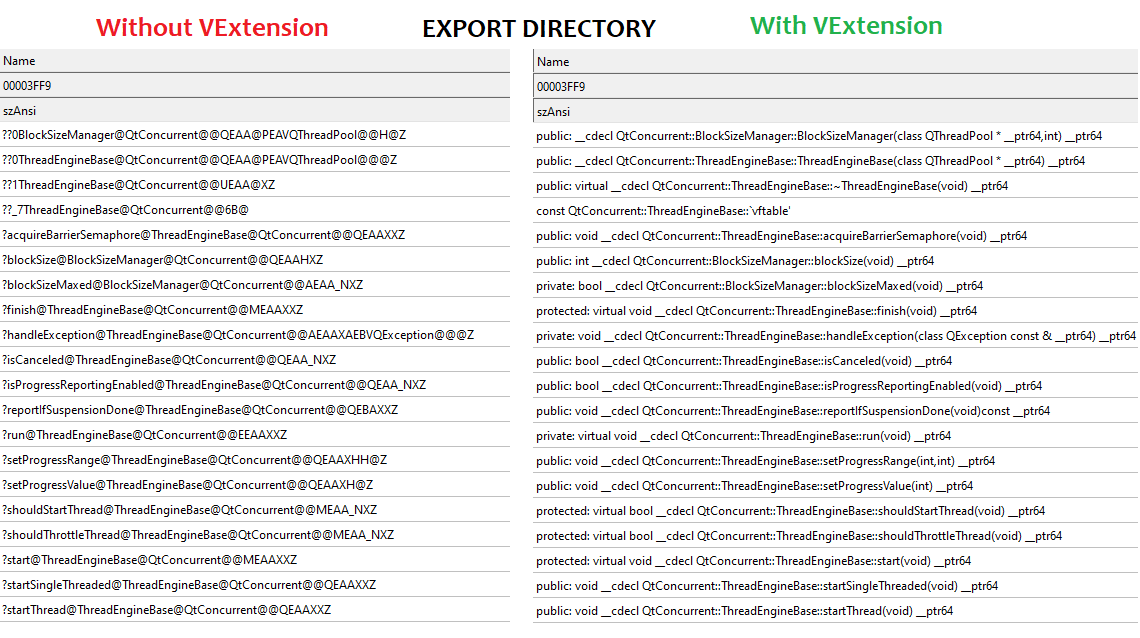 Without VExtension
EXPORT DIRECTORY
With VExtension
Name
00003FF9
szAnsi
??0BlockSizeManager@QtConcurrent@@QEAA@PEAVQThreadPool@@H@Z
??0ThreadEngineBase@QtConcurrent@@QEAA@PEAVQThreadPool@@@Z
??1ThreadEngineBase@QtConcurrent@@UEAA@XZ
??_7ThreadEngineBase@QtConcurrent@@6B@
?acquireBarrierSemaphore@ThreadEngineBase@QtConcurrent@@QEAAXXZ
?blockSize@BlockSizeManager@QtConcurrent@@QEAAHXZ
?blockSizeMaxed@BlockSizeManager@QtConcurrent@@AEAA_NXZ
?finish@ThreadEngineBase@QtConcurrent@@MEAAXXZ
?handleException@ThreadEngineBase@QtConcurrent@@AEAAXAEBVQException@@@Z
?isCanceled@ThreadEngineBase@QtConcurrent@@QEAA_NXZ
?isProgressReportingEnabled@ThreadEngineBase@QtConcurrent@@QEAA_NXZ
?reportIfSuspensionDone@ThreadEngineBase@QtConcurrent@@QEBAXXZ
?run@ThreadEngineBase@QtConcurrent@@EEAAXXZ
?setProgressRange@ThreadEngineBase@QtConcurrent@@QEAAXHH@Z
?setProgressValue@ThreadEngineBase@QtConcurrent@@QEAAXH@Z
?shouldStartThread@ThreadEngineBase@QtConcurrent@@MEAA_NXZ
?shouldThrottleThread@ThreadEngineBase@QtConcurrent@@MEAA_NXZ
?start@ThreadEngineBase@QtConcurrent@@MEAAXXZ
?startSingleThreaded@ThreadEngineBase@QtConcurrent@@QEAAXXZ
?startThread@ThreadEngineBase@QtConcurrent@@QEAAXXZ
Name
00003FF9
szAnsi
public: __cdecl QtConcurrent::BlockSizeManager::BlockSizeManager(class QThreadPool * __ptr64,int) __ptr64
public: __cdecl QtConcurrent::ThreadEngineBase::ThreadEngineBase(class QThreadPool * __ptr64) __ptr64
public: virtual __cdecl QtConcurrent::ThreadEngineBase::~ThreadEngineBase(void) __ptr64
const QtConcurrent::ThreadEngineBase::`vftable'
public: void __cdecl QtConcurrent::ThreadEngineBase::acquireBarrierSemaphore(void) __ptr64
public: int __cdecl QtConcurrent::BlockSizeManager::blockSize(void) __ptr64
private: bool __cdecl QtConcurrent::BlockSizeManager::blockSizeMaxed(void) __ptr64
protected: virtual void __cdecl QtConcurrent::ThreadEngineBase::finish(void) __ptr64
private: void __cdecl QtConcurrent::ThreadEngineBase::handleException(class QException const & __ptr64) __ptr64
public: bool __cdecl QtConcurrent::ThreadEngineBase::isCanceled(void) __ptr64
public: bool __cdecl QtConcurrent::ThreadEngineBase::isProgressReportingEnabled(void) __ptr64
public: void __cdecl QtConcurrent::ThreadEngineBase::reportIfSuspensionDone(void)const __ptr64
private: virtual void __cdecl QtConcurrent::ThreadEngineBase::run(void) __ptr64
public: void __cdecl QtConcurrent::ThreadEngineBase::setProgressRange(int,int) __ptr64
public: void __cdecl QtConcurrent::ThreadEngineBase::setProgressValue(int) __ptr64
protected: virtual bool __cdecl QtConcurrent::ThreadEngineBase::shouldStartThread(void) __ptr64
protected: virtual bool __cdecl QtConcurrent::ThreadEngineBase::shouldThrottleThread(void) __ptr64
protected: virtual void __cdecl QtConcurrent::ThreadEngineBase::start(void) __ptr64
public: void __cdecl QtConcurrent::ThreadEngineBase::startSingleThreaded(void) __ptr64
public: void __cdecl QtConcurrent::ThreadEngineBase::startThread(void) __ptr64